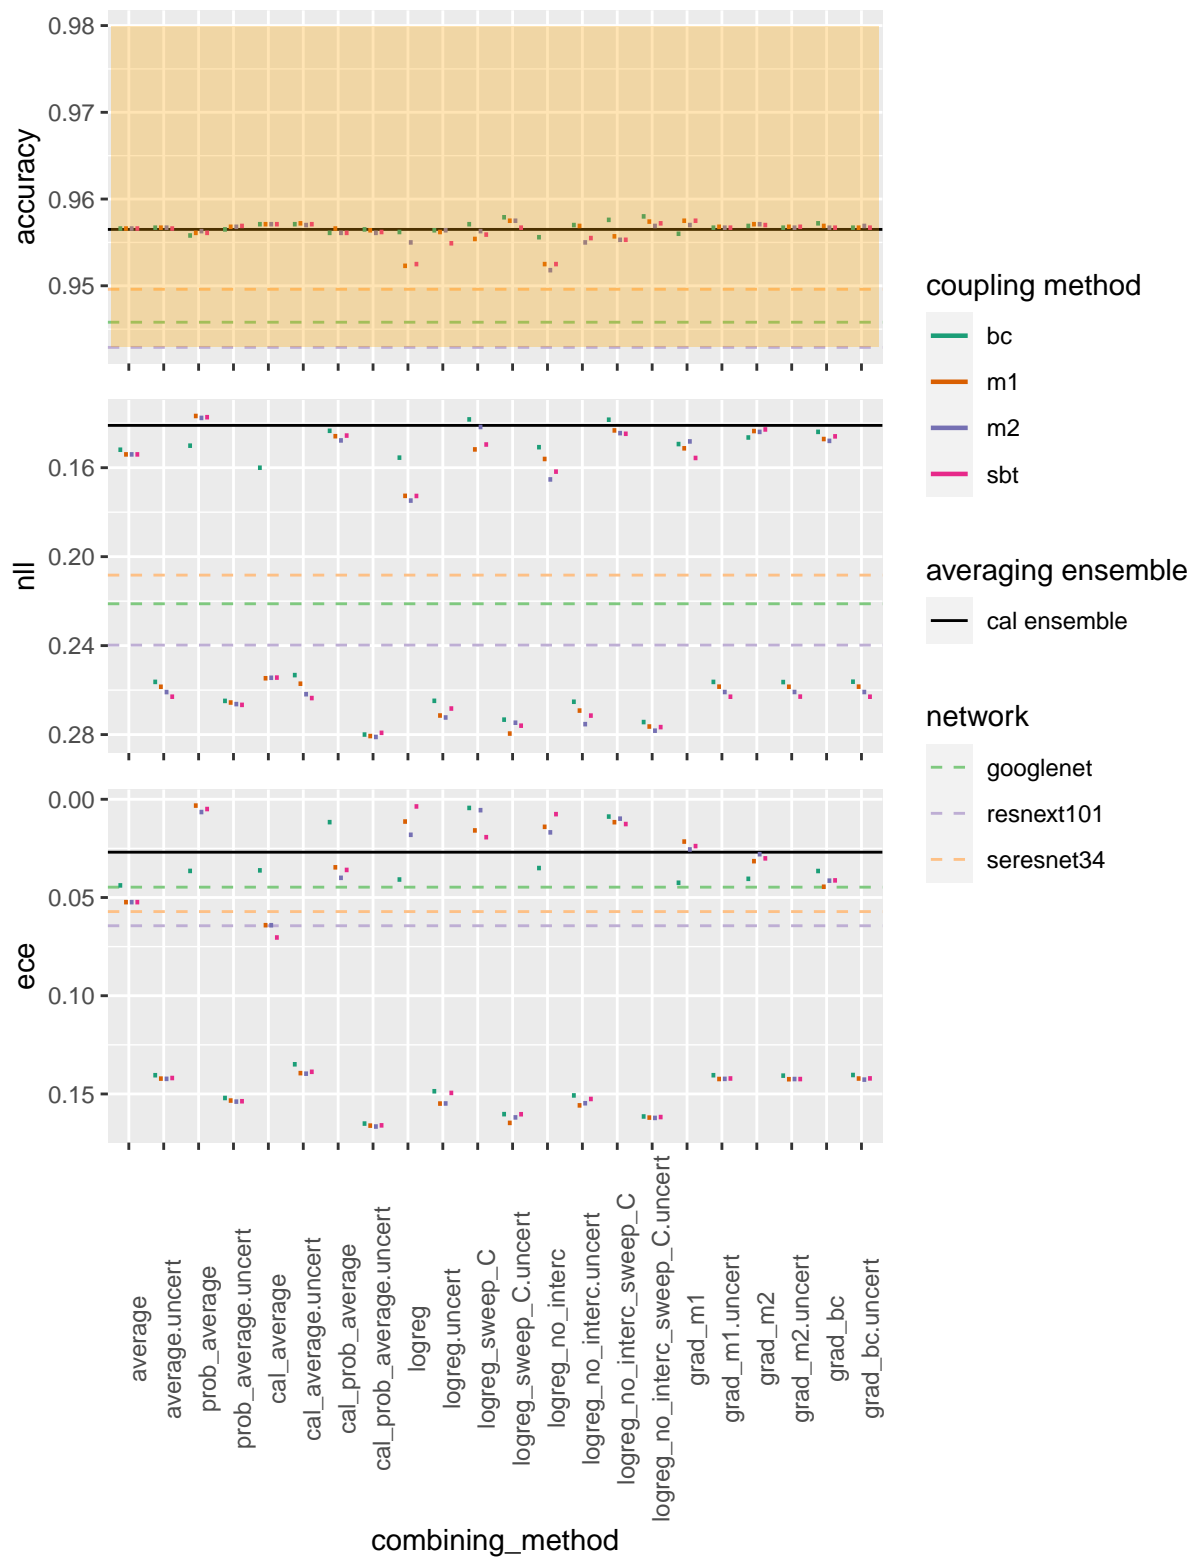 0.98
0.97
0.96
0.95
accuracy
0.16
0.20
0.24
0.28
nll
0.00
0.05
0.10
0.15
ece
average
average.uncert
prob_average
prob_average.uncert
cal_average
cal_average.uncert
cal_prob_average
cal_prob_average.uncert
logreg
logreg.uncert
logreg_sweep_C
logreg_sweep_C.uncert
logreg_no_interc
logreg_no_interc.uncert
logreg_no_interc_sweep_C
logreg_no_interc_sweep_C.uncert
grad_m1
grad_m1.uncert
grad_m2
grad_m2.uncert
grad_bc
grad_bc.uncert
combining_method
coupling method
bc
m1
m2
sbt
averaging ensemble
cal ensemble
network
googlenet
resnext101
seresnet34